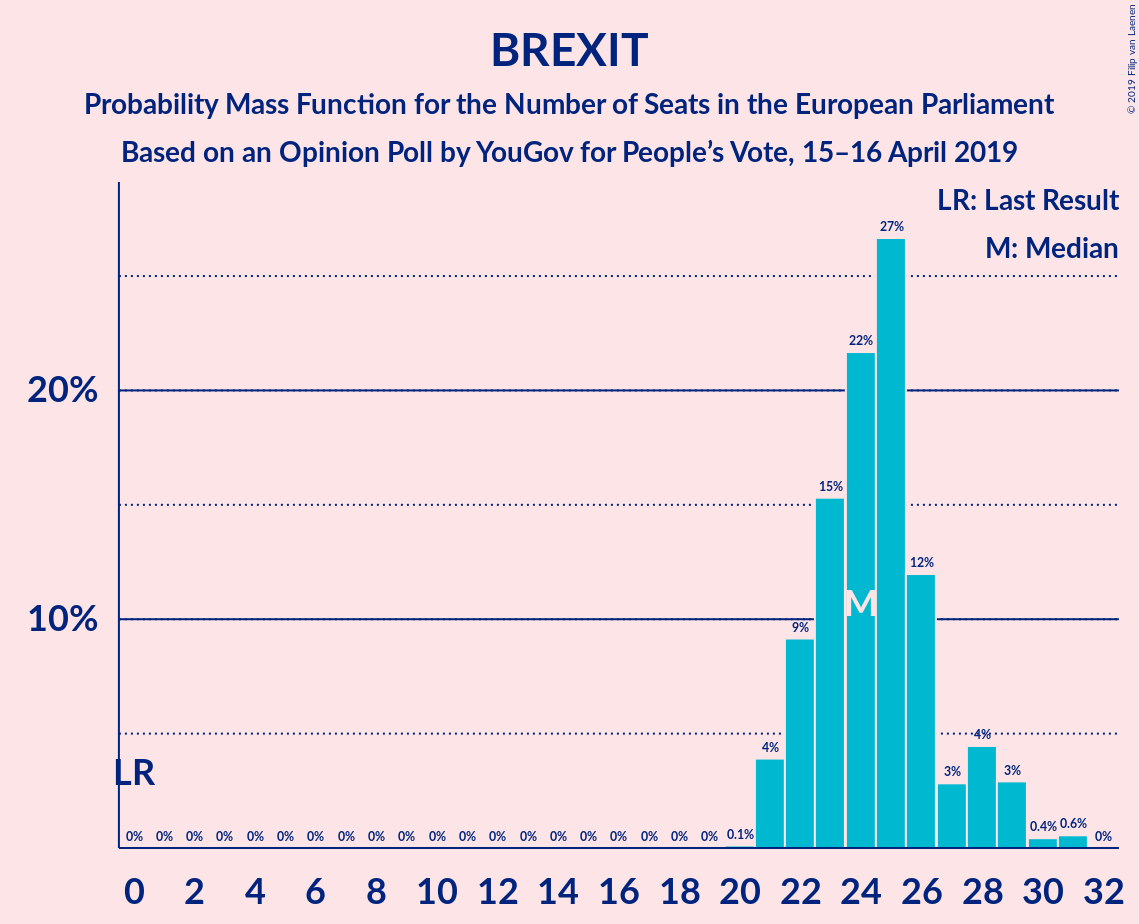 BREXIT
Probability Mass Function for the Number of Seats in the European Parliament
Based on an Opinion Poll by YouGov for People’s Vote, 15–16 April 2019
© 2019 Filip van Laenen
LR: Last Result
M: Median
27%
22%
20%
15%
12%
M
10%
9%
4%
4%
LR
3%
3%
0% 0% 0% 0% 0% 0% 0% 0% 0% 0% 0% 0% 0% 0% 0% 0% 0% 0% 0% 0% 0.1% 0.4% 0.6% 0%
0 2 4 6 8 10 12 14 16 18 20 22 24 26 28 30 32